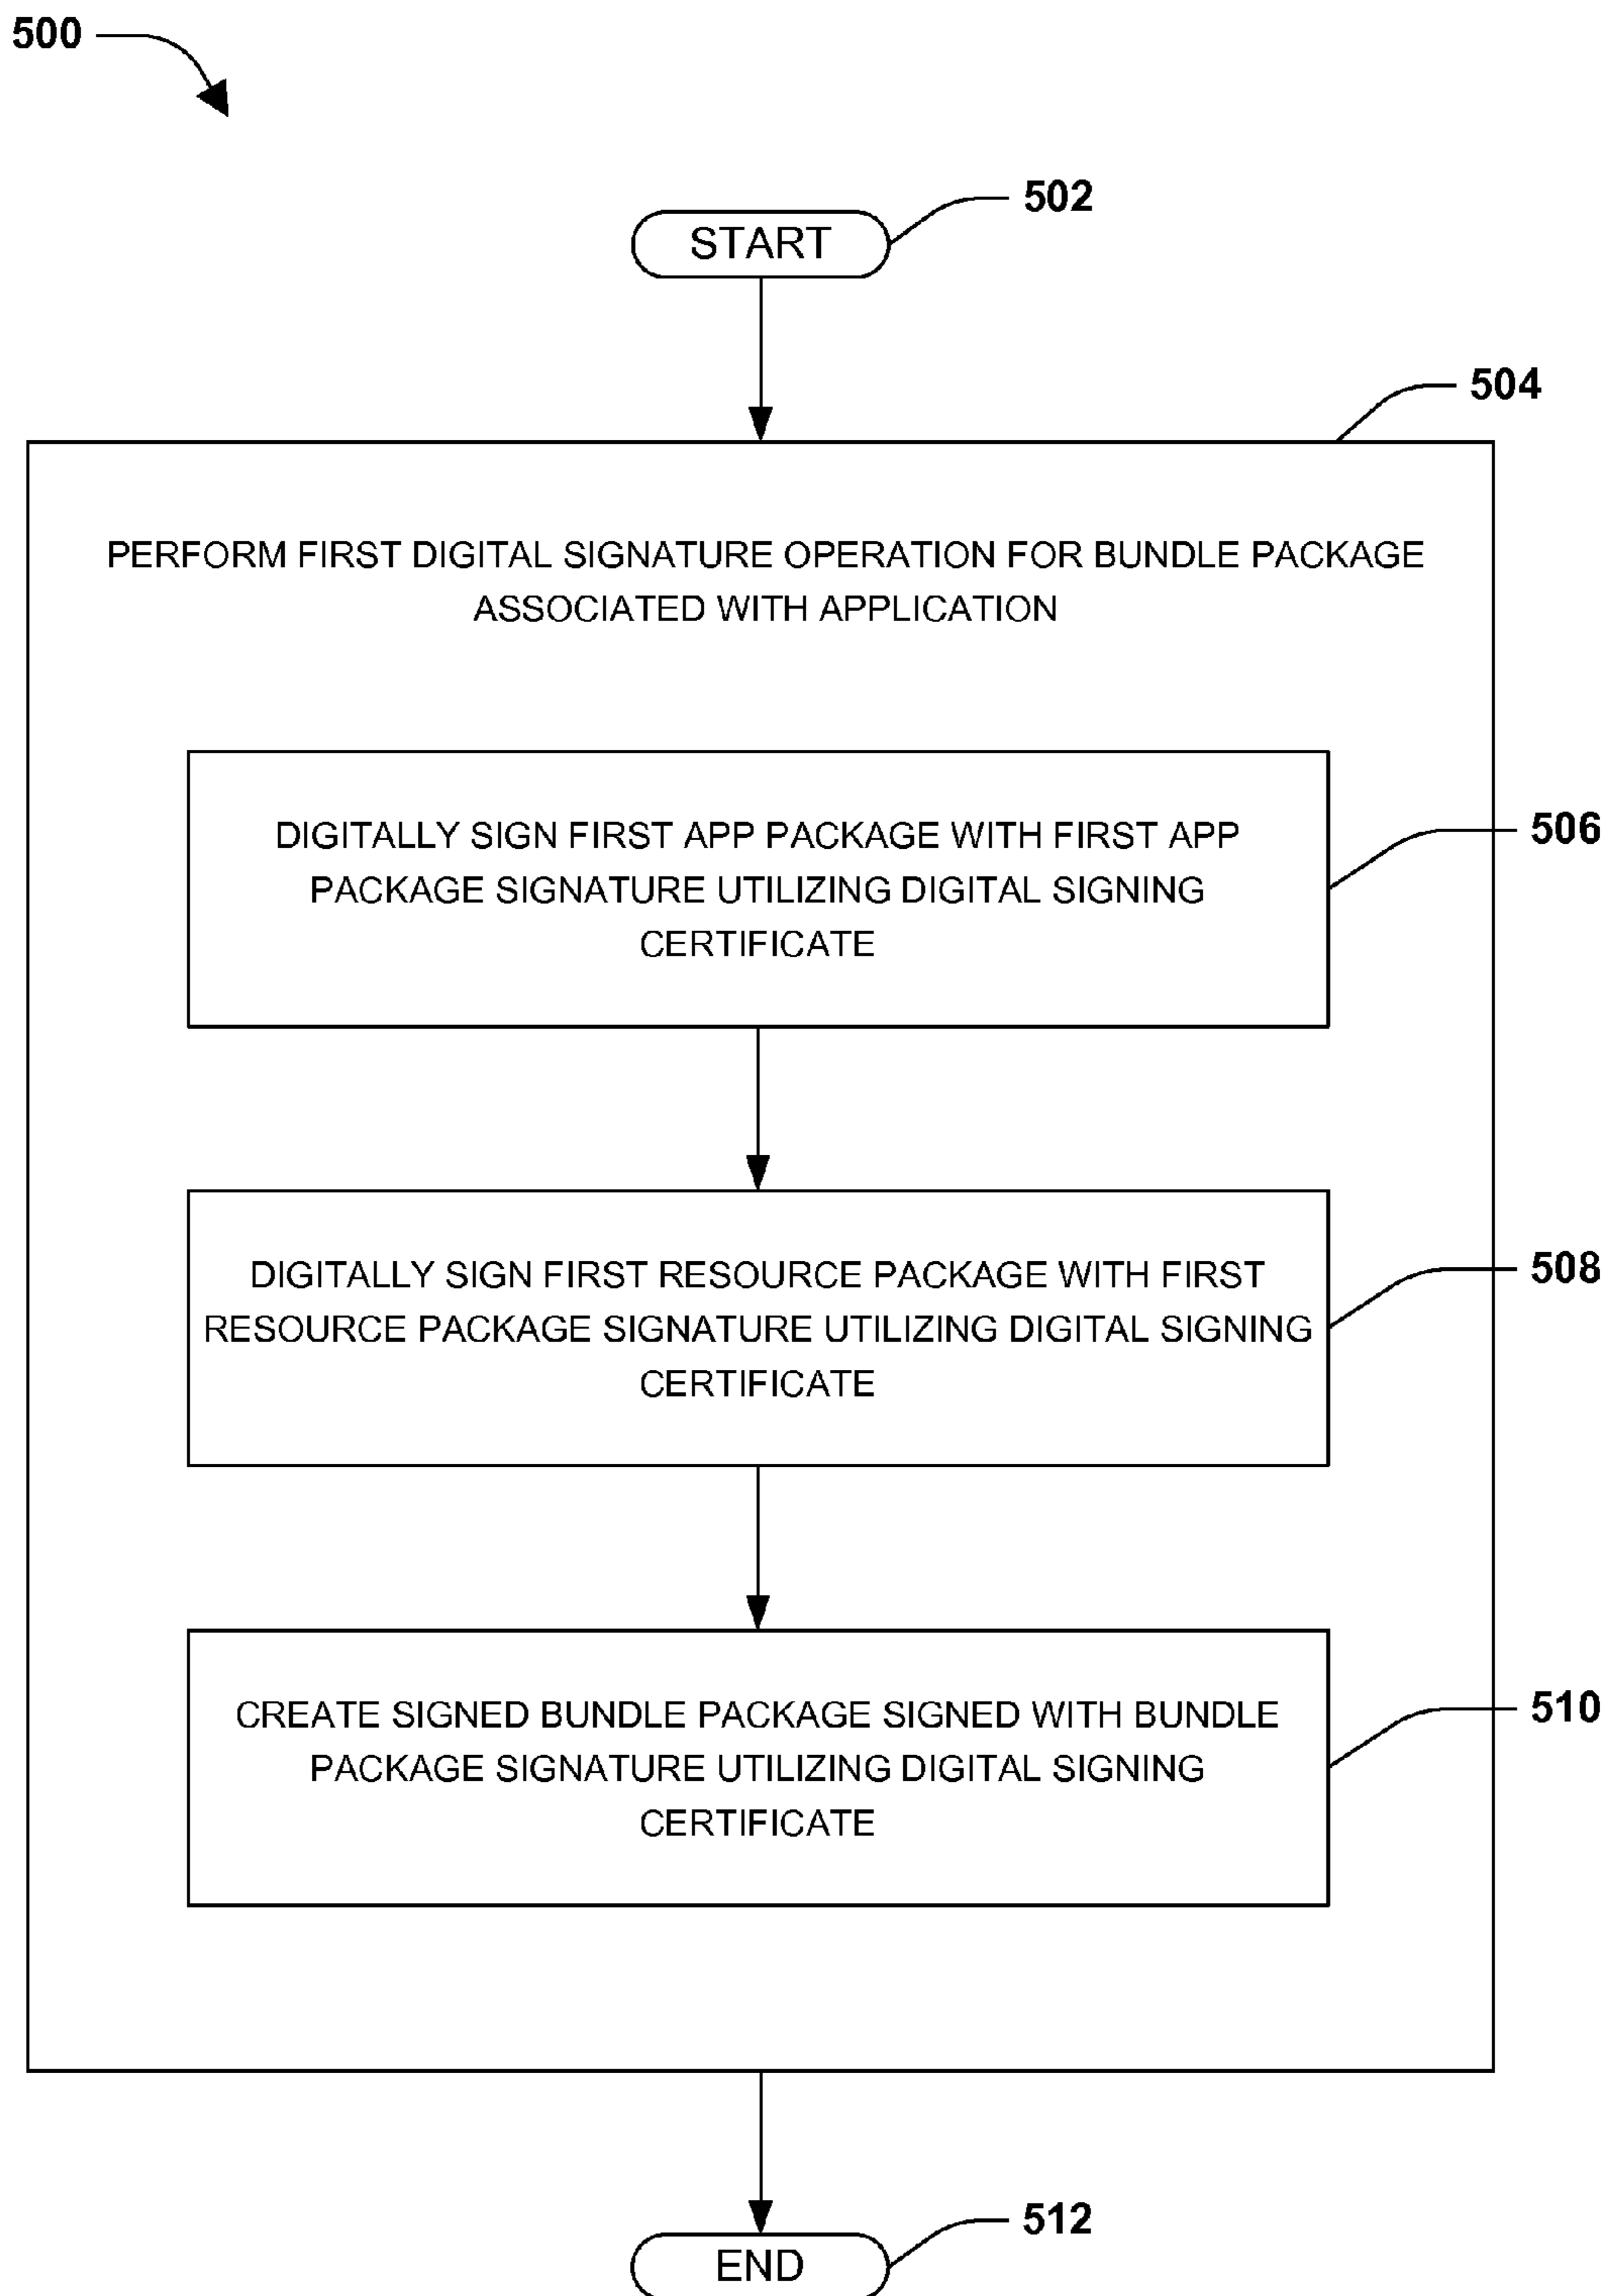 500
502
START
504
PERFORM FIRST DIGITAL SIGNATURE OPERATION FOR BUNDLE PACKAGE
ASSOCIATED WITH APPLICATION
DIGITALLY SIGN FIRST APP PACKAGE WITH FIRST APP
PACKAGE SIGNATURE UTILIZING DIGITAL SIGNING
CERTIFICATE
506
DIGITALLY SIGN FIRST RESOURCE PACKAGE WITH FIRST
RESOURCE PACKAGE SIGNATURE UTILIZING DIGITAL SIGNING
CERTIFICATE
508
CREATE SIGNED BUNDLE PACKAGE SIGNED WITH BUNDLE
PACKAGE SIGNATURE UTILIZING DIGITAL SIGNING
CERTIFICATE
510
512
END